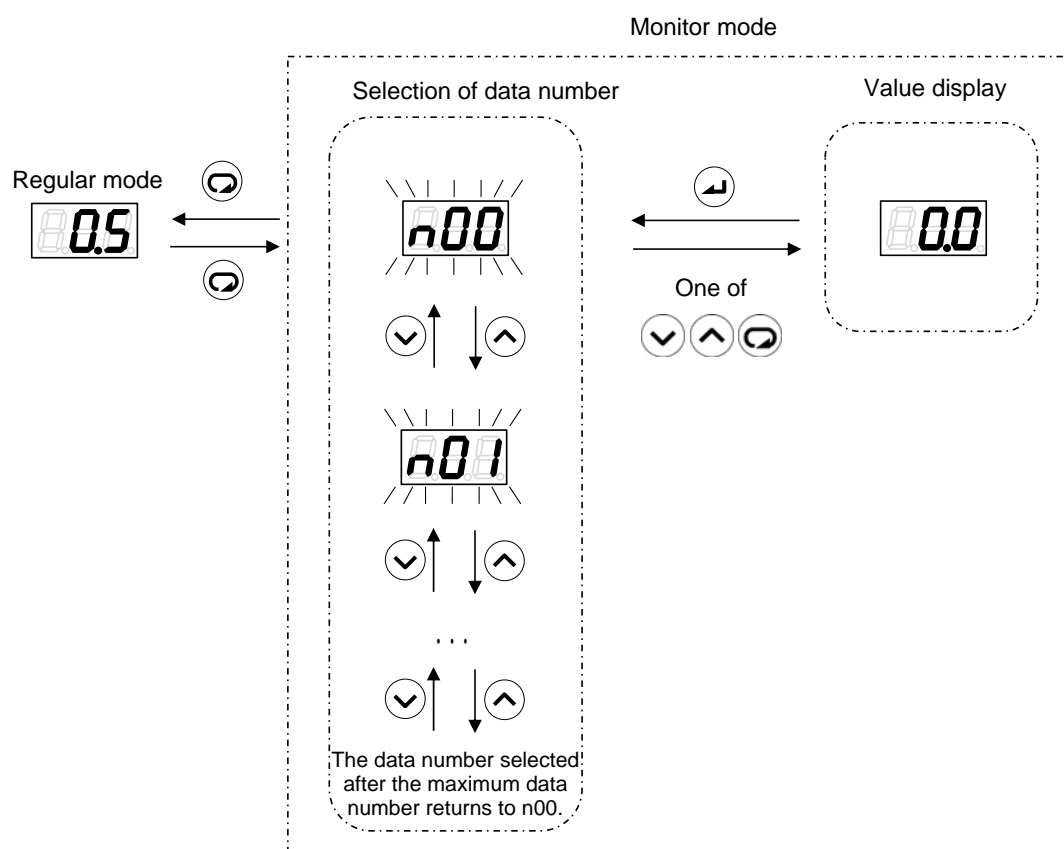 Monitor mode
Selection of data number
Value display
Regular mode
0.5
n00
0.0
One of
n01
...
The data number selected
after the maximum data
number returns to n00.